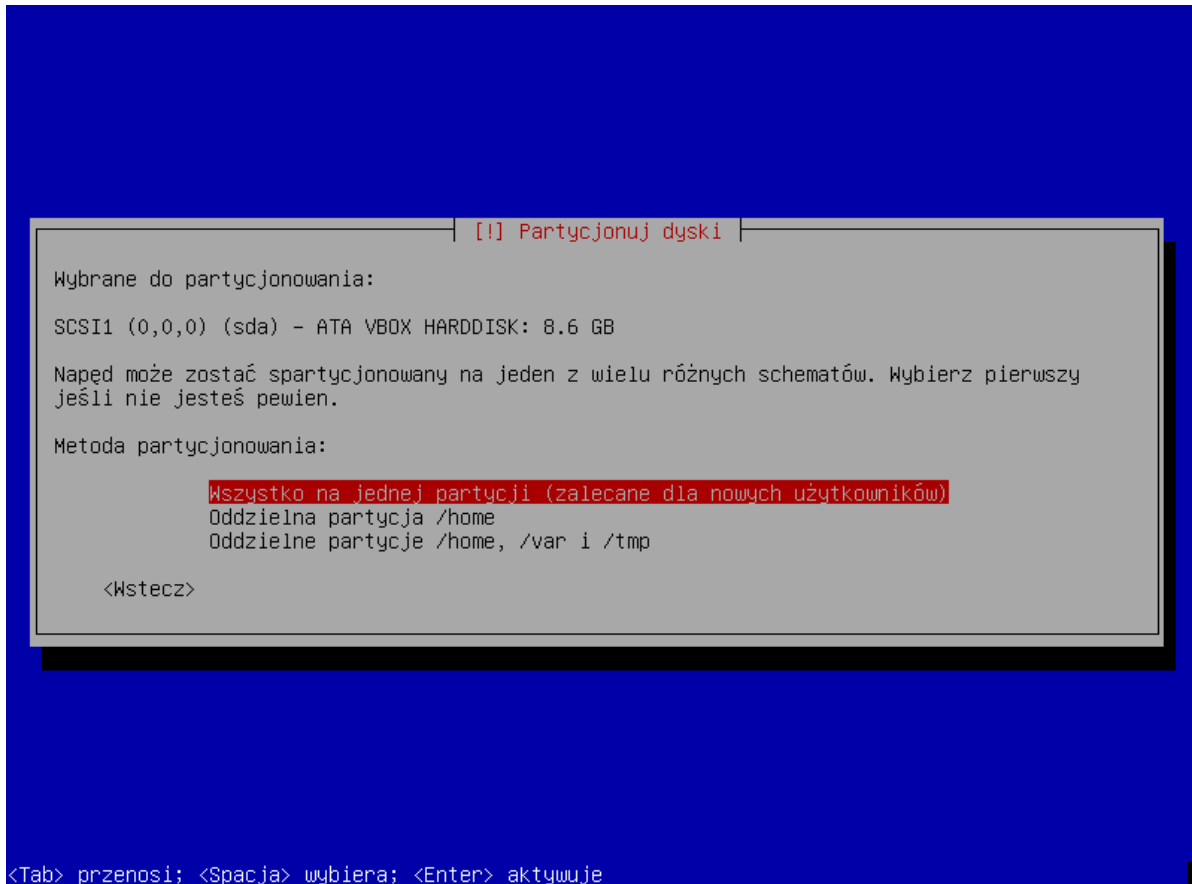 [!] Partycjonuj dyski
Wybrane do partycjonowania:
SCSI1 (0,0,0) (sda) – ATA VBOX HARDDISK: 8.6 GB
Napęd może zostać spartycjonowany na jeden z wielu różnych schematów. Wybierz pierwszy
jeśli nie jesteś pewien.
Metoda partycjonowania:
Wszystko na jednej partycji (zalecane dla nowych użytkowników)
Oddzielna partycja /home
Oddzielne partycje /home, /var i /tmp
<Wstecz>
<Tab> przenosi; <Spacja> wybiera; <Enter> aktywuje